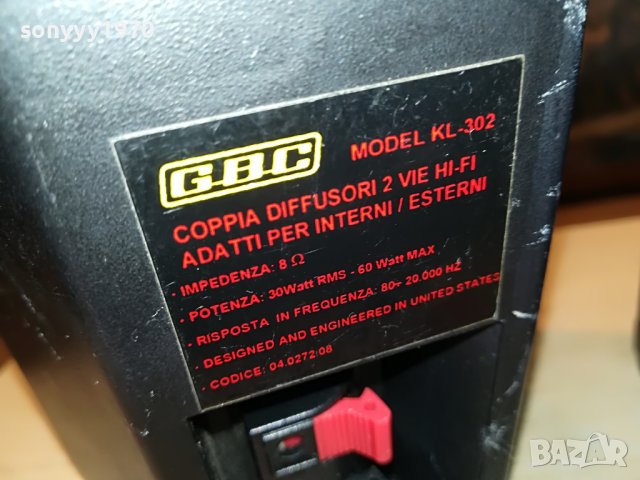 sonyyy1970
G.B.C
MODEL KL-302
COPPIA DIFFUSORI 2 VIE HI-FI
ADATTI PER INTERNI / ESTERNI
· IMPEDENZA: 8 Ω
· POTENZA: 30Watt RMS - 60 Watt MAX
· RISPOSTA IN FREQUENZA: 80÷ 20.000 HZ
· DESIGNED AND ENGINEERED IN UNITED STATES
· CODICE: 04.0272.08
BAZAR